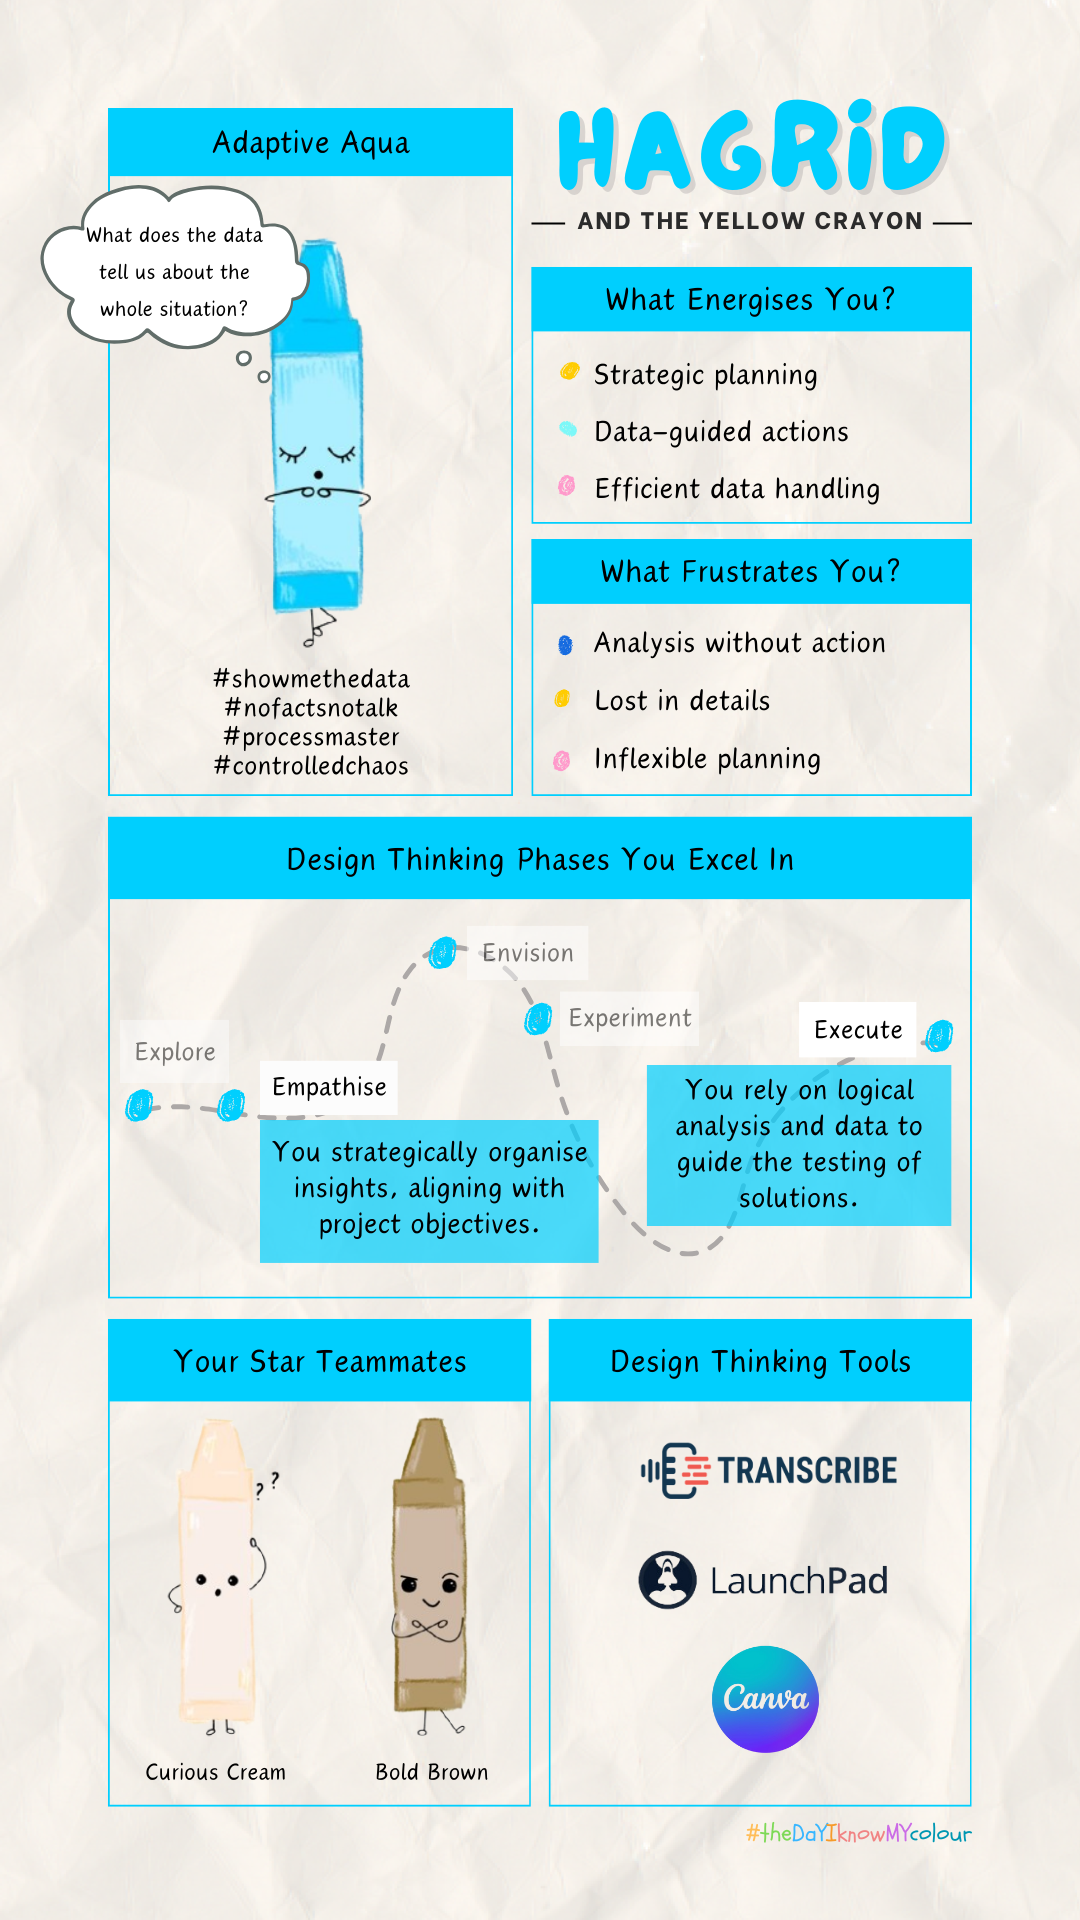 Adaptive Aqua
What does the data
tell us about the
whole situation?
#showmethedata
#nofactsnotalk
#processmaster
#controlledchaos
HAGRiD
AND THE YELLOW CRAYON
What Energises You?
Strategic planning
Data-guided actions
Efficient data handling
What Frustrates You?
Analysis without action
Lost in details
Inflexible planning
Design Thinking Phases You Excel In
Envision
Experiment
Execute
Explore
Empathise
You strategically organise
insights, aligning with
project objectives.
You rely on logical
analysis and data to
guide the testing of
solutions.
Your Star Teammates
? ?
Curious Cream
Bold Brown
Design Thinking Tools
TRANSCRIBE
LaunchPad
Canva
#theDaYIknowMYcolour